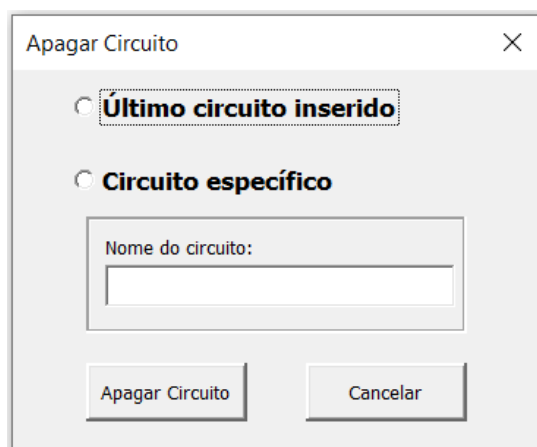 Apagar Circuito
Último circuito inserido
Circuito específico
Nome do circuito:
Apagar Circuito Cancelar